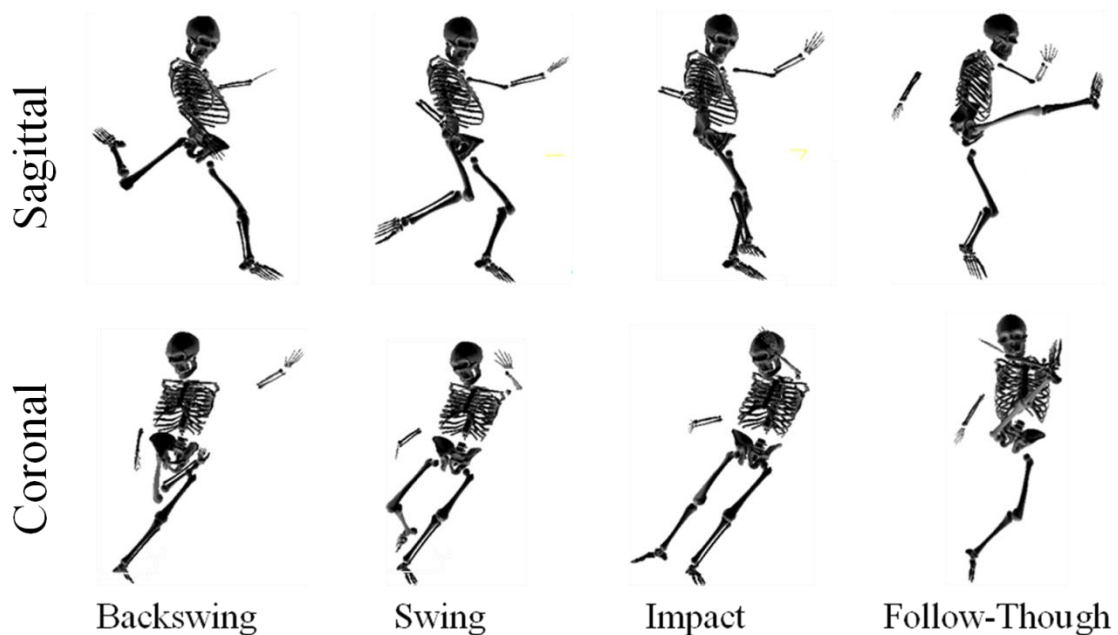 Sagittal
Coronal
Backswing
Swing
Impact
Follow-Though